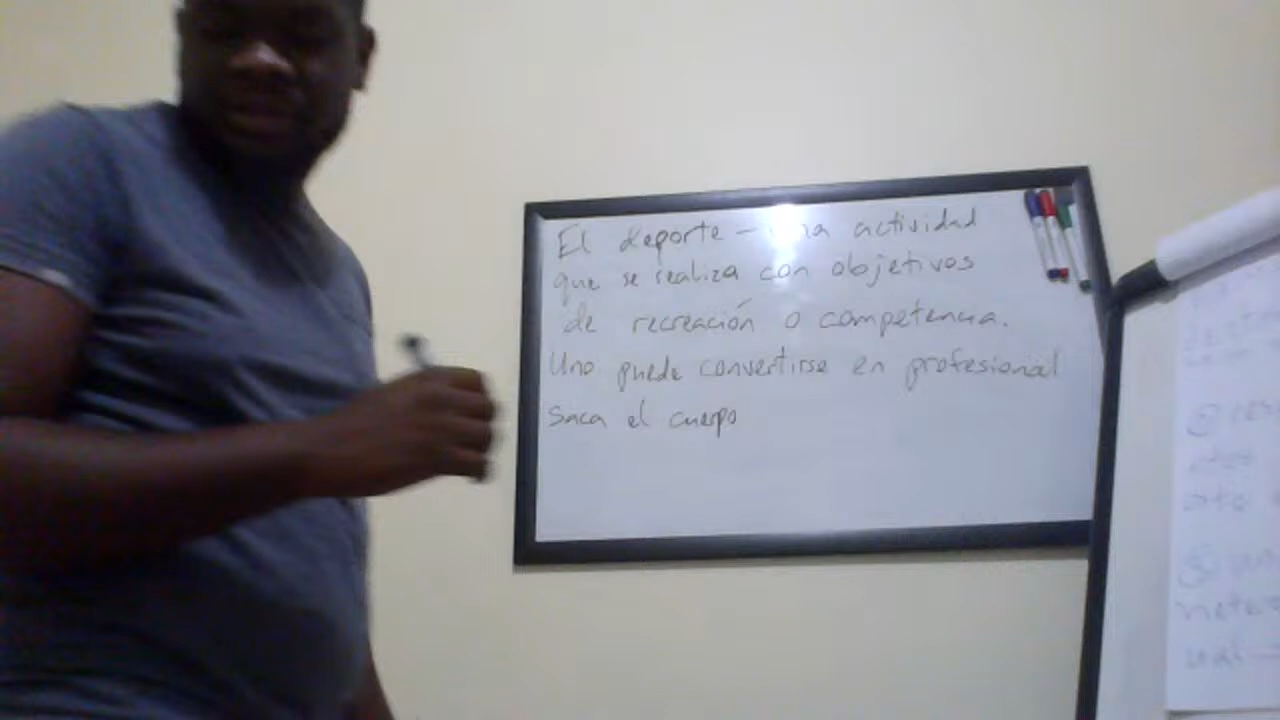 El deporte - una actividad
que se realiza con objetivos
de recreación o competencia.
Uno puede convertirse en profesional
saca el cuerpo